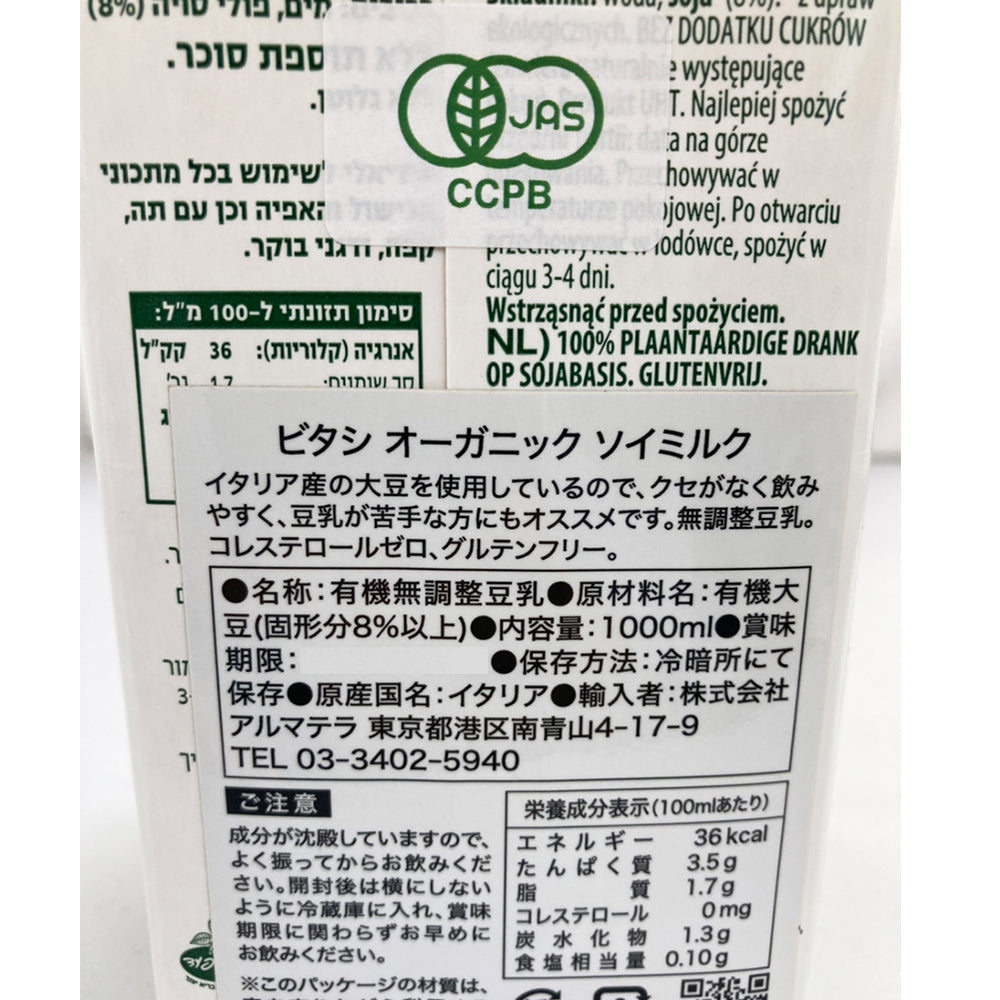 (8%)
תוספת סוכר.
לשימוש בכל מתכוני
האפיה וכן עם תה,
קפה, ודגני בוקר.
סימון תזונתי ל-100 מ"ל:
אנרגיה (קלוריות): 36 קק"ל
JAS
CCPB
DODATKU CUKRÓW
występujące
T. Najlepiej spożyć
na górze
howywać w
ojowej. Po otwarciu
przechowywać w lodówce, spożyć w
ciągu 3-4 dni.
Wstrząsnąć przed spożyciem.
NL) 100% PLAANTAARDIGE DRANK
OP SOJABASIS. GLUTENVRIJ.
ビタシ オーガニック ソイミルク
イタリア産の大豆を使用しているので、クセがなく飲み
やすく、豆乳が苦手な方にもオススメです。無調整豆乳。
コレステロールゼロ、グルテンフリー。
●名称：有機無調整豆乳●原材料名：有機大
豆(固形分8%以上)●内容量：1000ml●賞味
期限： ●保存方法：冷暗所にて
保存●原産国名：イタリア●輸入者：株式会社
アルマテラ 東京都港区南青山4-17-9
TEL 03-3402-5940
ご注意
成分が沈殿していますので、
よく振ってからお飲みくだ
さい。開封後は横にしない
ように冷蔵庫に入れ、賞味
期限に関わらずお早めに
お飲みください。
※このパッケージの材質は、
栄養成分表示(100mlあたり)
エネルギー 36kcal
たんぱく質 3.5g
脂質 1.7g
コレステロール 0mg
炭水化物 1.3g
食塩相当量 0.10g